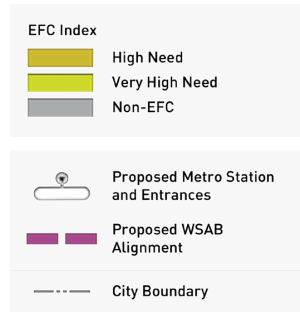 EFC Index
High Need
Very High Need
Non-EFC
Proposed Metro Station
and Entrances
Proposed WSAB
Alignment
City Boundary